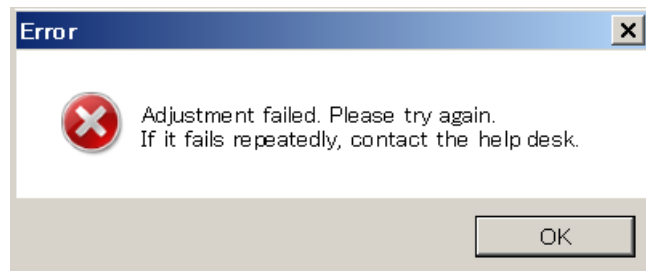 Error
Adjustment failed. Please try again.
If it fails repeatedly, contact the help desk.
OK